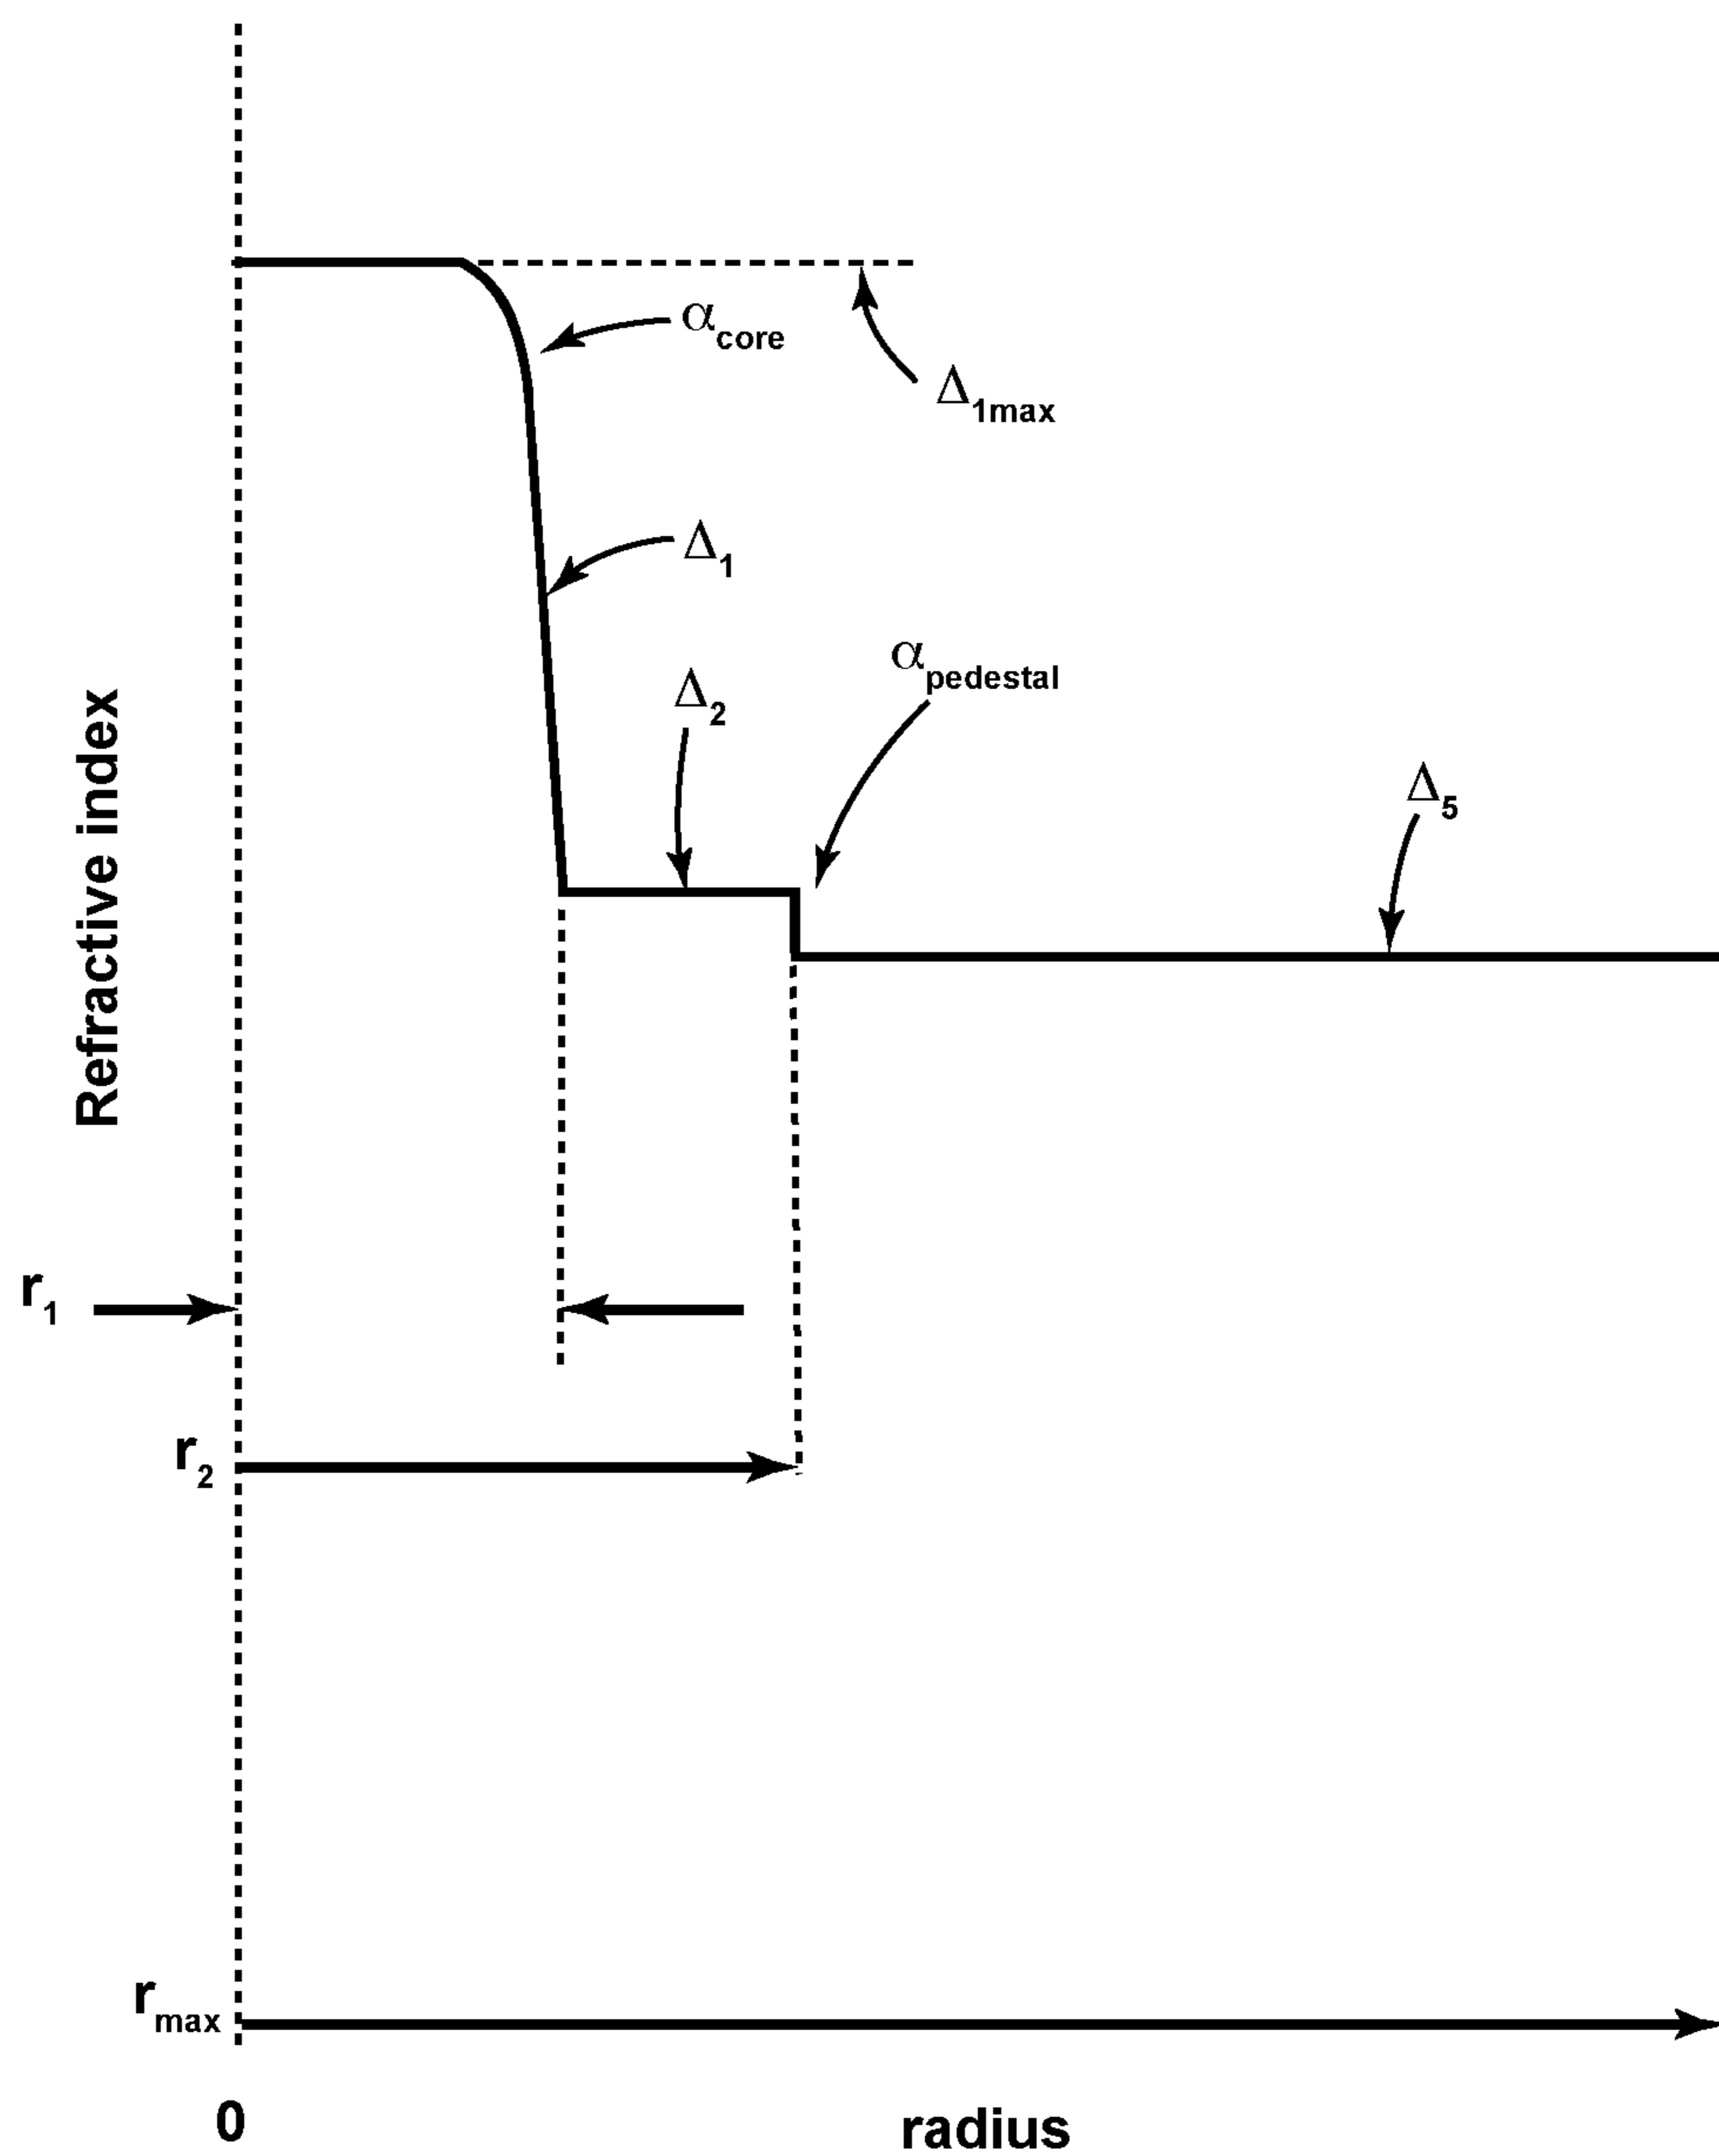 α_core
Δ_1max
Δ_1
α_pedestal
Δ_2
Δ_5
Refractive index
r_1
r_2
r_max
0
radius